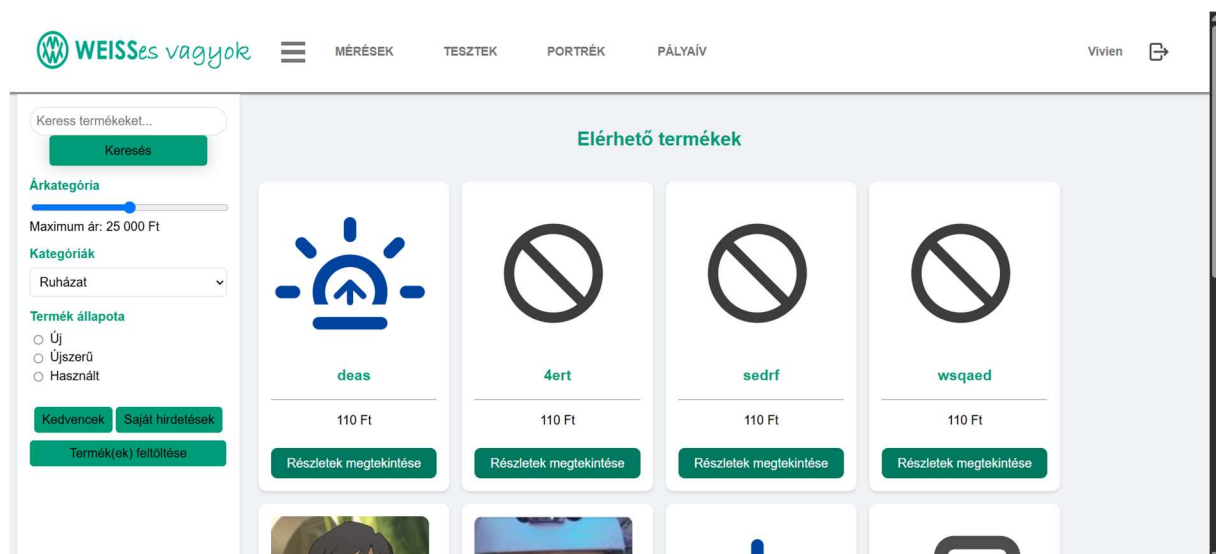 WEISSes vagyok
MÉRÉSEK TESZTEK PORTRÉK PÁLYAÍV
Vivien
Keress termékeket...
Keresés
Árkategória
Maximum ár: 25 000 Ft
Kategóriák
Ruházat
Termék állapota
Új
Újszerű
Használt
Kedvencek Saját hirdetések
Termék(ek) feltöltése
Elérhető termékek
deas
110 Ft
Részletek megtekintése
4ert
110 Ft
Részletek megtekintése
sedrf
110 Ft
Részletek megtekintése
wsqaed
110 Ft
Részletek megtekintése